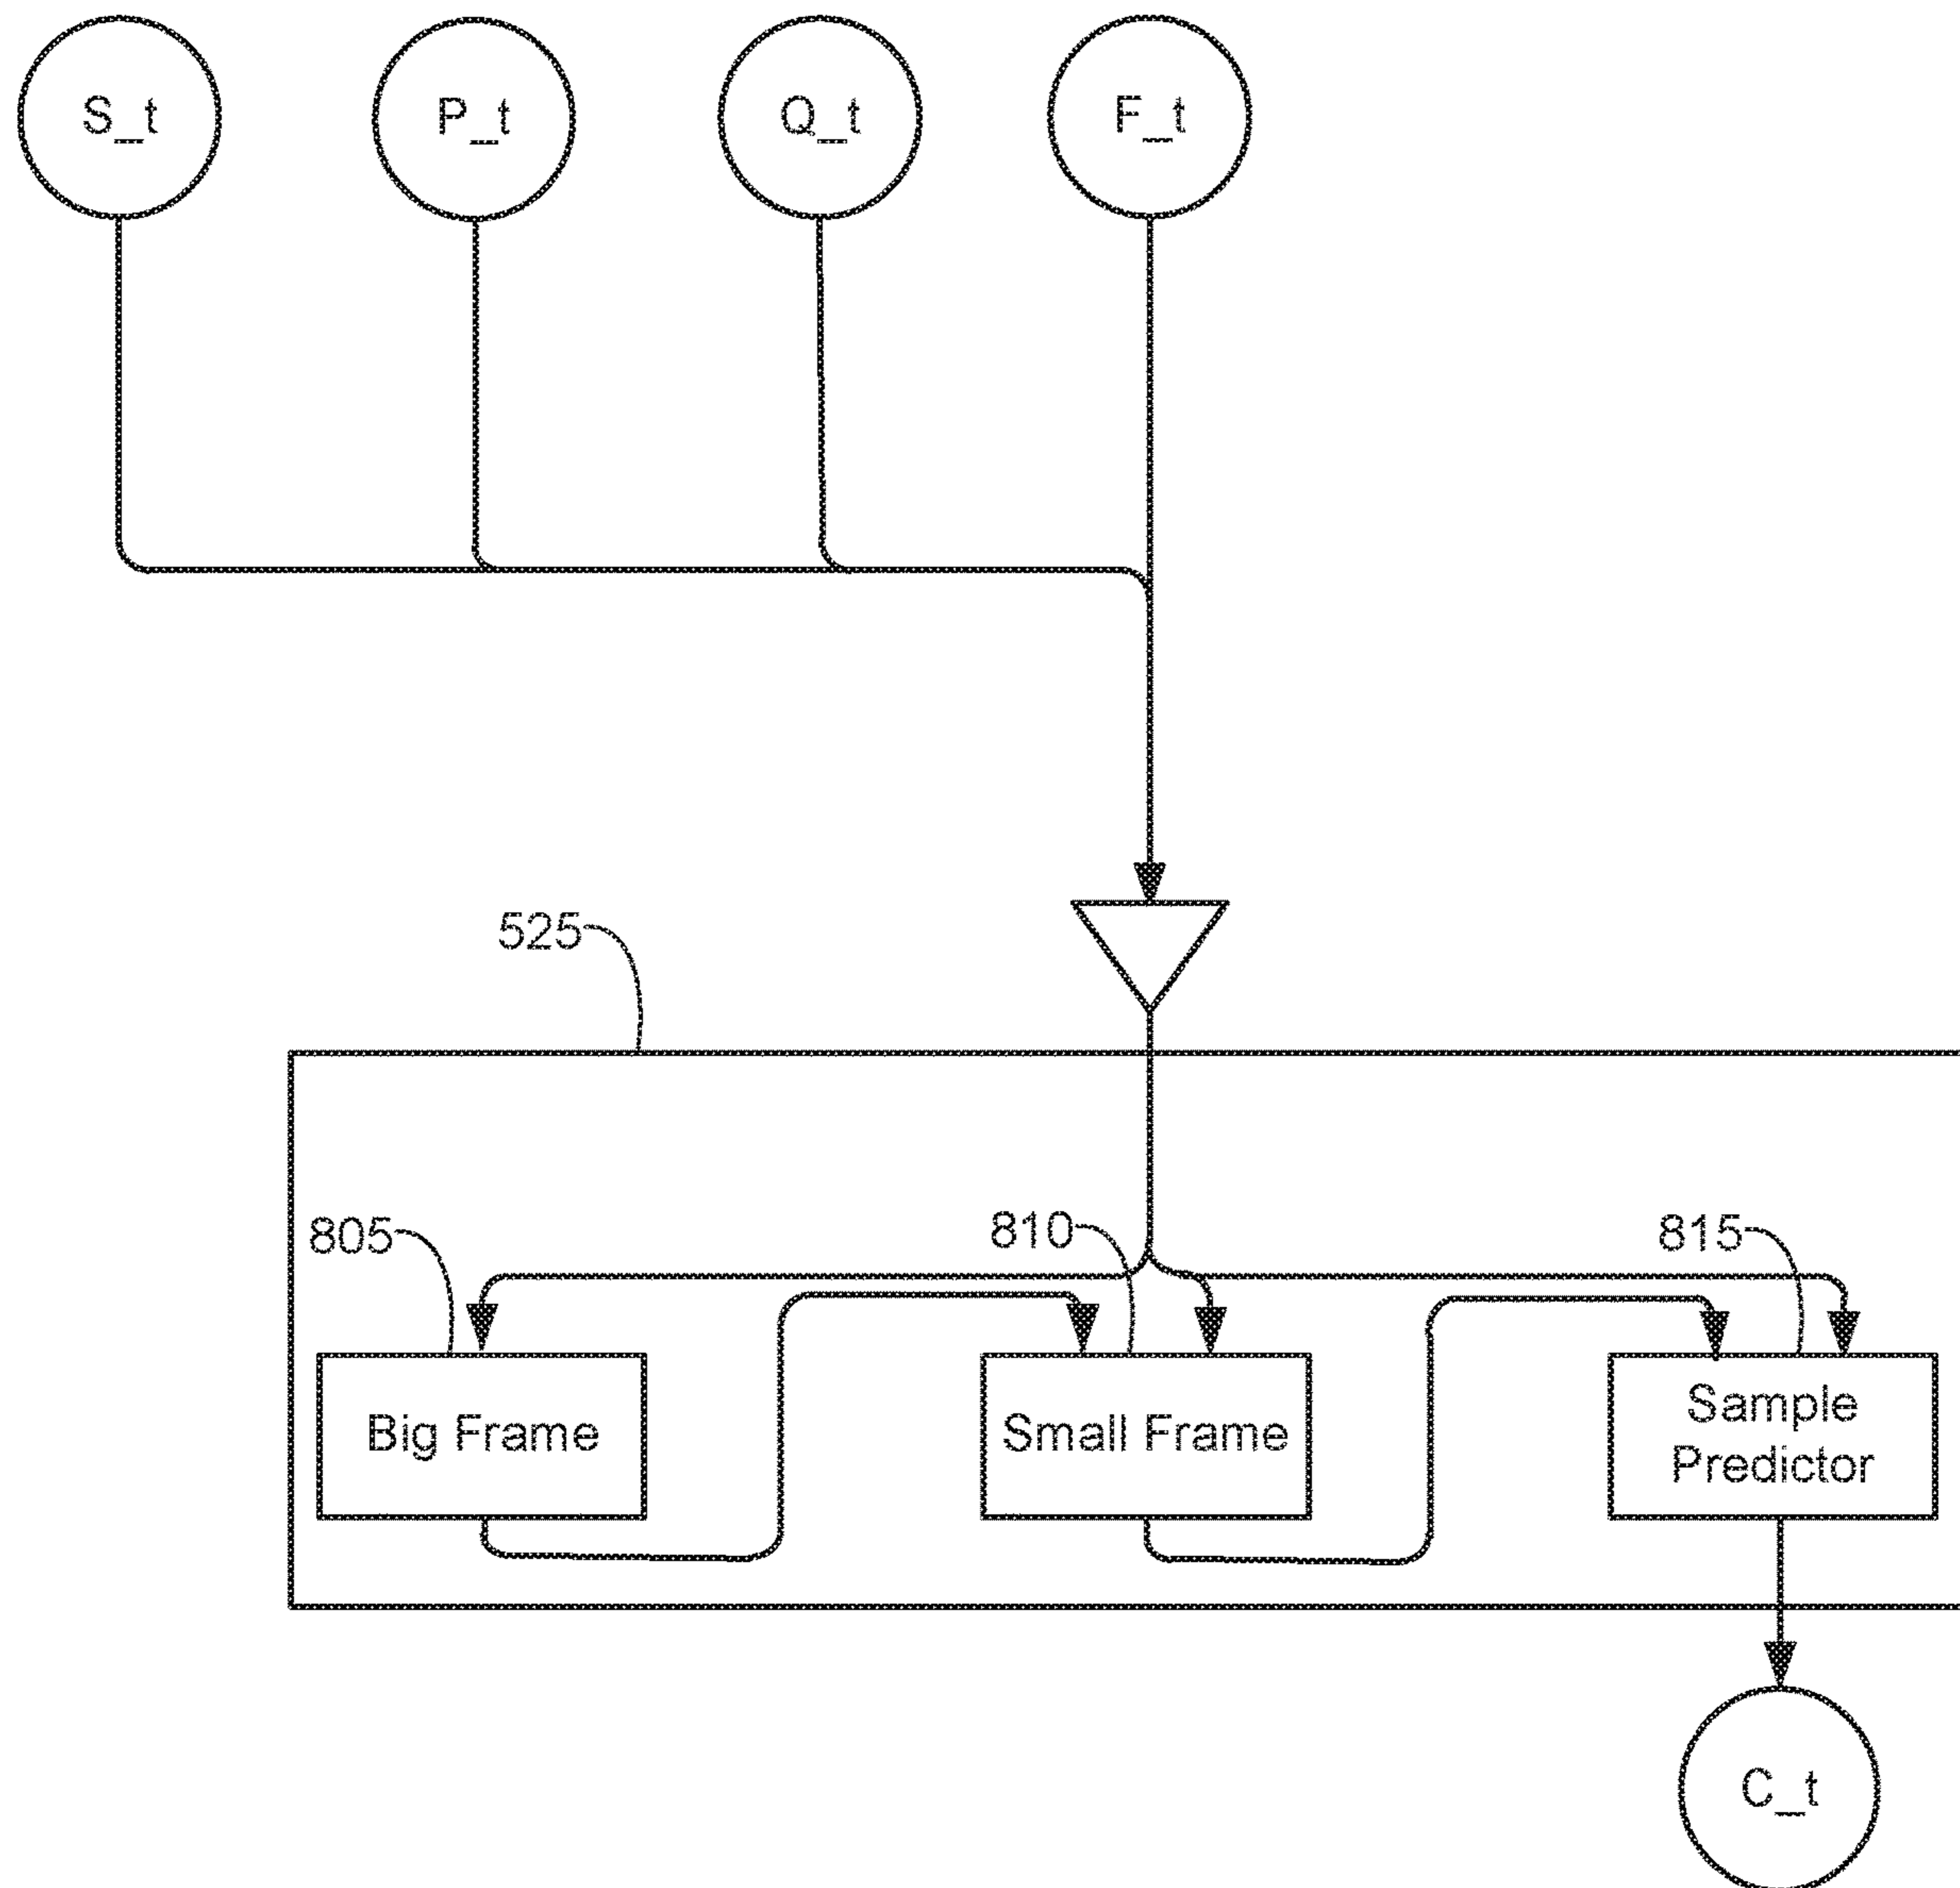 S_t
P_t
Q_t
F_t
525
805
810
815
Big Frame
Small Frame
Sample
Predictor
C_t